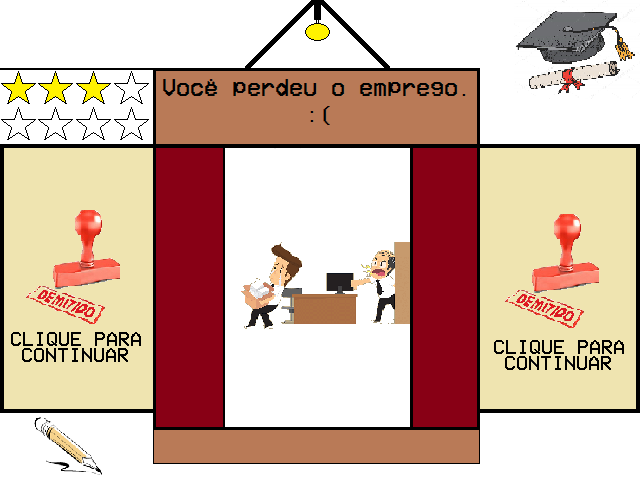 Você perdeu o emprego.
:(
DEMITIDO
CLIQUE PARA
CONTINUAR
DEMITIDO
CLIQUE PARA
CONTINUAR